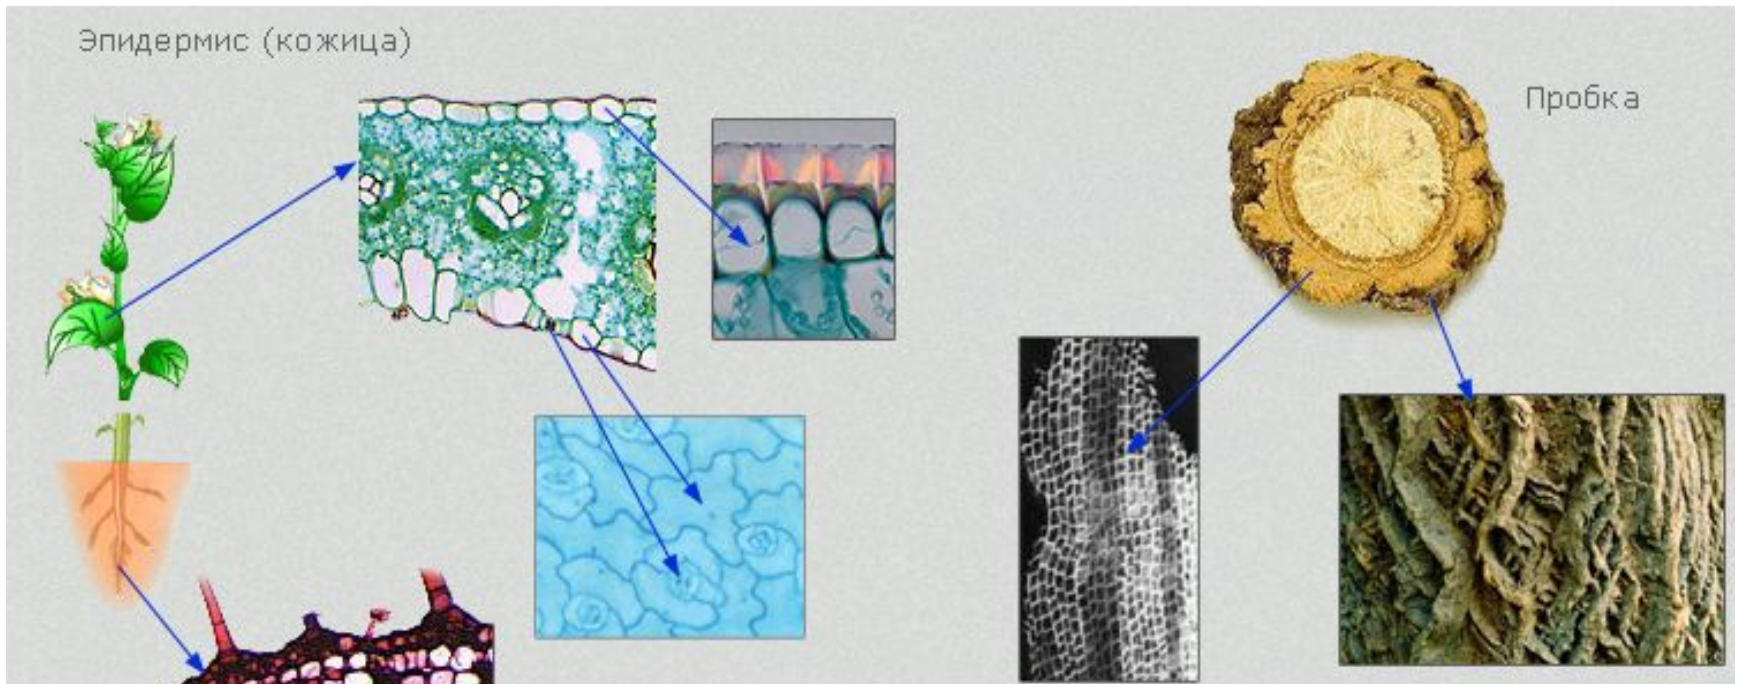 Эпидермис (кожица)
Пробка